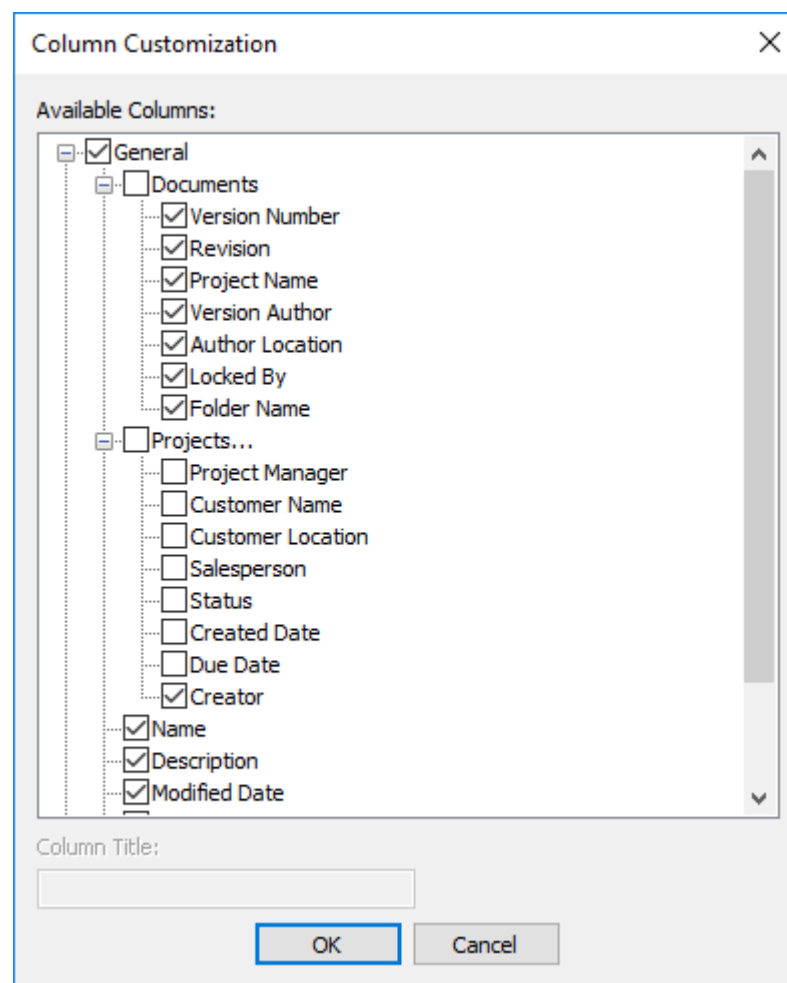 Column Customization
Available Columns:
General
Documents
Version Number
Revision
Project Name
Version Author
Author Location
Locked By
Folder Name
Projects...
Project Manager
Customer Name
Customer Location
Salesperson
Status
Created Date
Due Date
Creator
Name
Description
Modified Date
Column Title:
OK Cancel